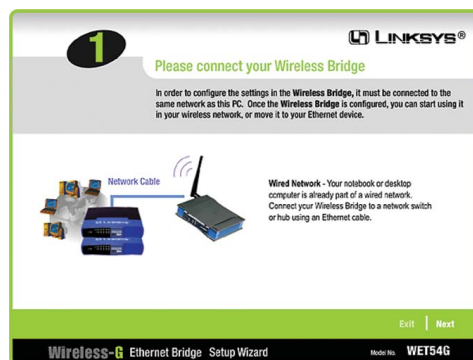 1
LINKSYS®
Please connect your Wireless Bridge
In order to configure the settings in the Wireless Bridge, it must be connected to the
same network as this PC. Once the Wireless Bridge is configured, you can start using it
in your wireless network, or move it to your Ethernet device.
Network Cable
Wired Network - Your notebook or desktop
computer is already part of a wired network.
Connect your Wireless Bridge to a network switch
or hub using an Ethernet cable.
Exit | Next
Wireless-G Ethernet Bridge Setup Wizard
Model No. WET54G